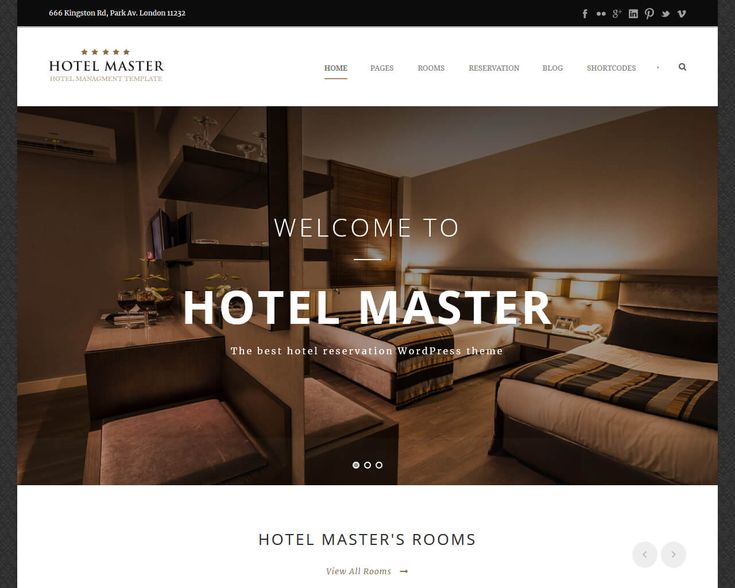 666 Kingston Rd, Park Av. London 11232
HOTEL MASTER
HOTEL MANAGMENT TEMPLATE
HOME PAGES ROOMS RESERVATION BLOG SHORTCODES
WELCOME TO
HOTEL MASTER
The best hotel reservation WordPress theme
HOTEL MASTER'S ROOMS
View All Rooms →